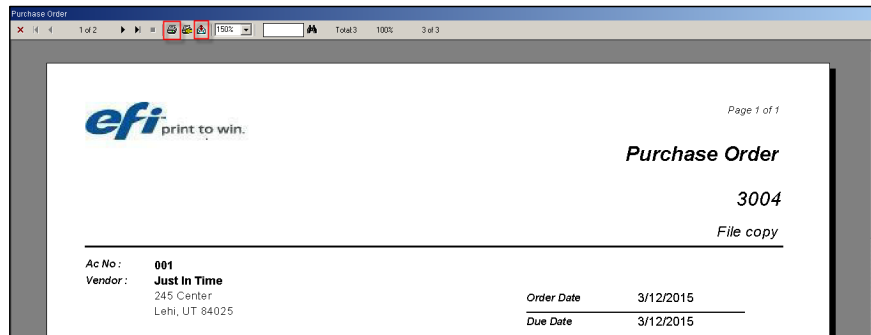 Purchase Order
1 of 2 150% Total:3 100% 3 of 3
Page 1 of 1
efi print to win.
Purchase Order
3004
File copy
Ac No : 001
Vendor : Just In Time
245 Center
Lehi, UT 84025
Order Date 3/12/2015
Due Date 3/12/2015